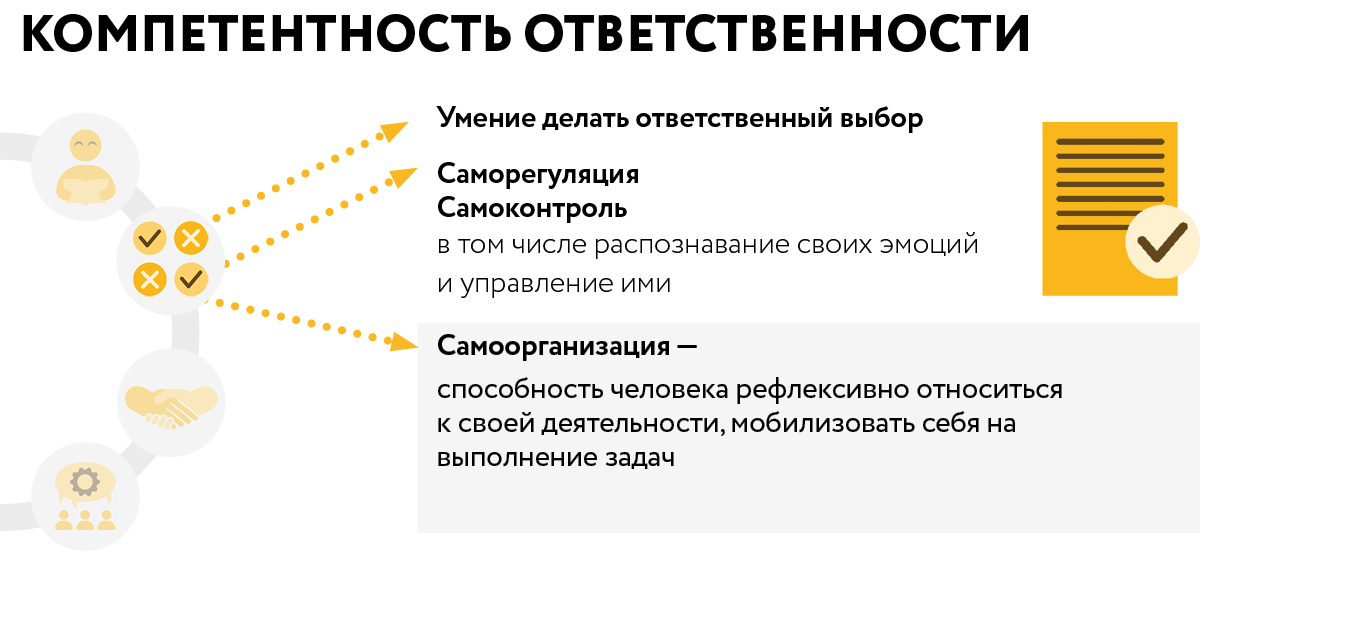 КОМПЕТЕНТНОСТЬ ОТВЕТСТВЕННОСТИ
Умение делать ответственный выбор
Саморегуляция
Самоконтроль
в том числе распознавание своих эмоций
и управление ими
Самоорганизация —
способность человека рефлексивно относиться
к своей деятельности, мобилизовать себя на
выполнение задач